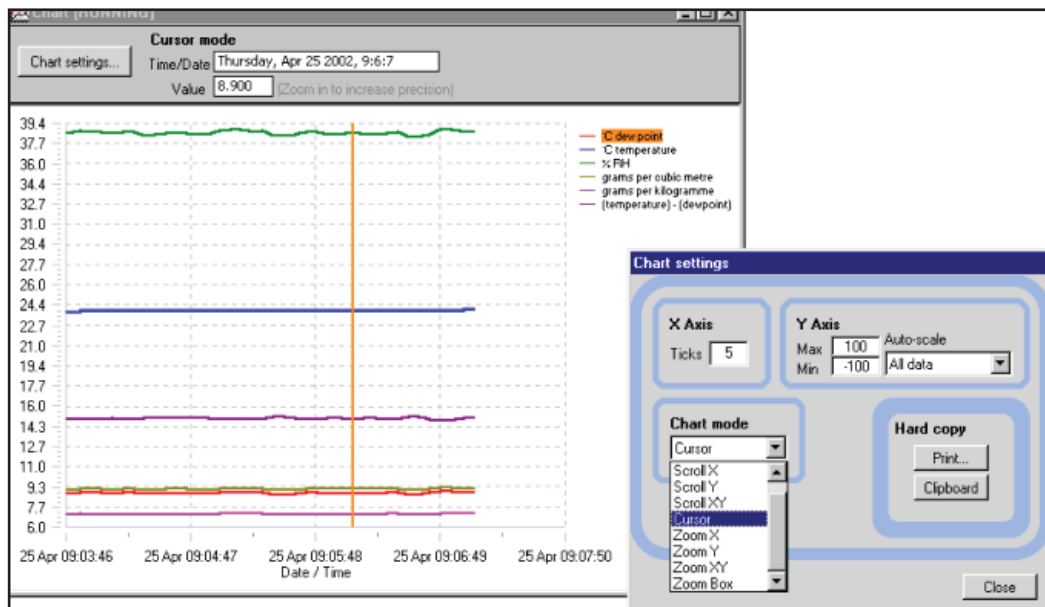 Chart [RUNNING]
Cursor mode
Chart settings...
Time/Date Thursday, Apr 25 2002, 9:6:7
Value 8.900 (Zoom in to increase precision)
39.4
37.7
36.0
34.4
32.7
31.0
29.4
27.7
26.0
24.4
22.7
21.0
19.4
17.7
16.0
14.3
12.7
11.0
9.3
7.7
6.0
25 Apr 09:03:46 25 Apr 09:04:47 25 Apr 09:05:48 25 Apr 09:06:49 25 Apr 09:07:50
Date / Time
°C dew point
°C temperature
% RH
grams per cubic metre
grams per kilogramme
(temperature) - (dewpoint)
Chart settings
X Axis
Ticks 5
Y Axis
Max 100
Min -100
Auto-scale
All data
Chart mode
Cursor
Scroll X
Scroll Y
Scroll XY
Cursor
Zoom X
Zoom Y
Zoom XY
Zoom Box
Hard copy
Print...
Clipboard
Close